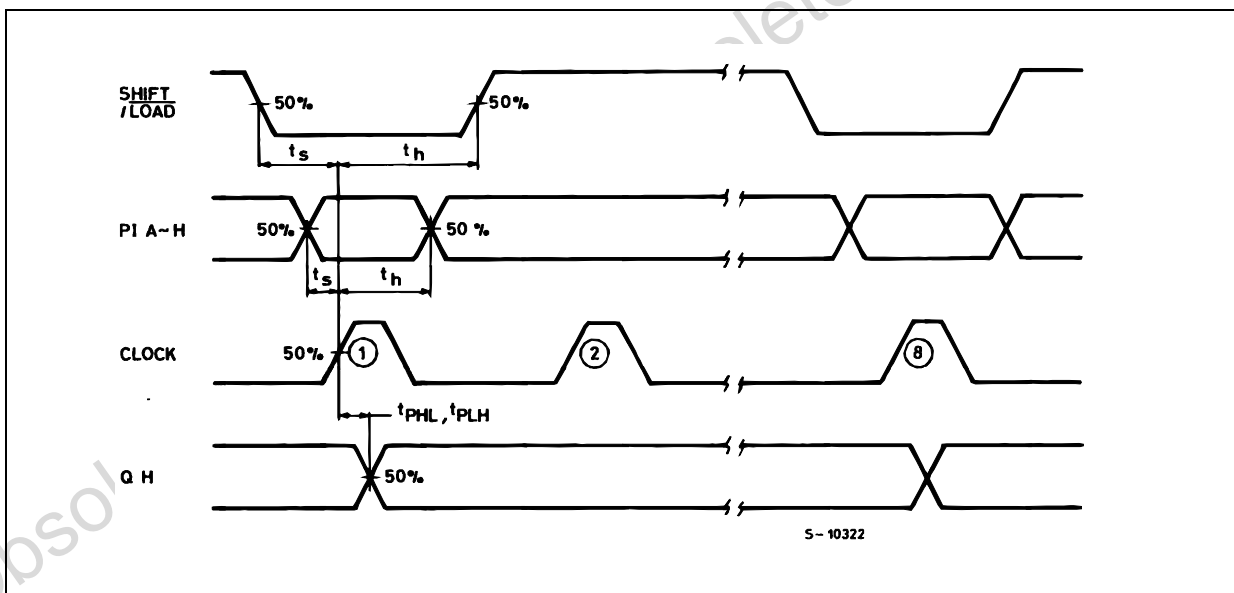 SHIFT
/LOAD
50%
50%
ts
th
PI A~H
50%
50%
ts
th
CLOCK
50%
1
2
8
tPHL, tPLH
Q H
50%
S-10322